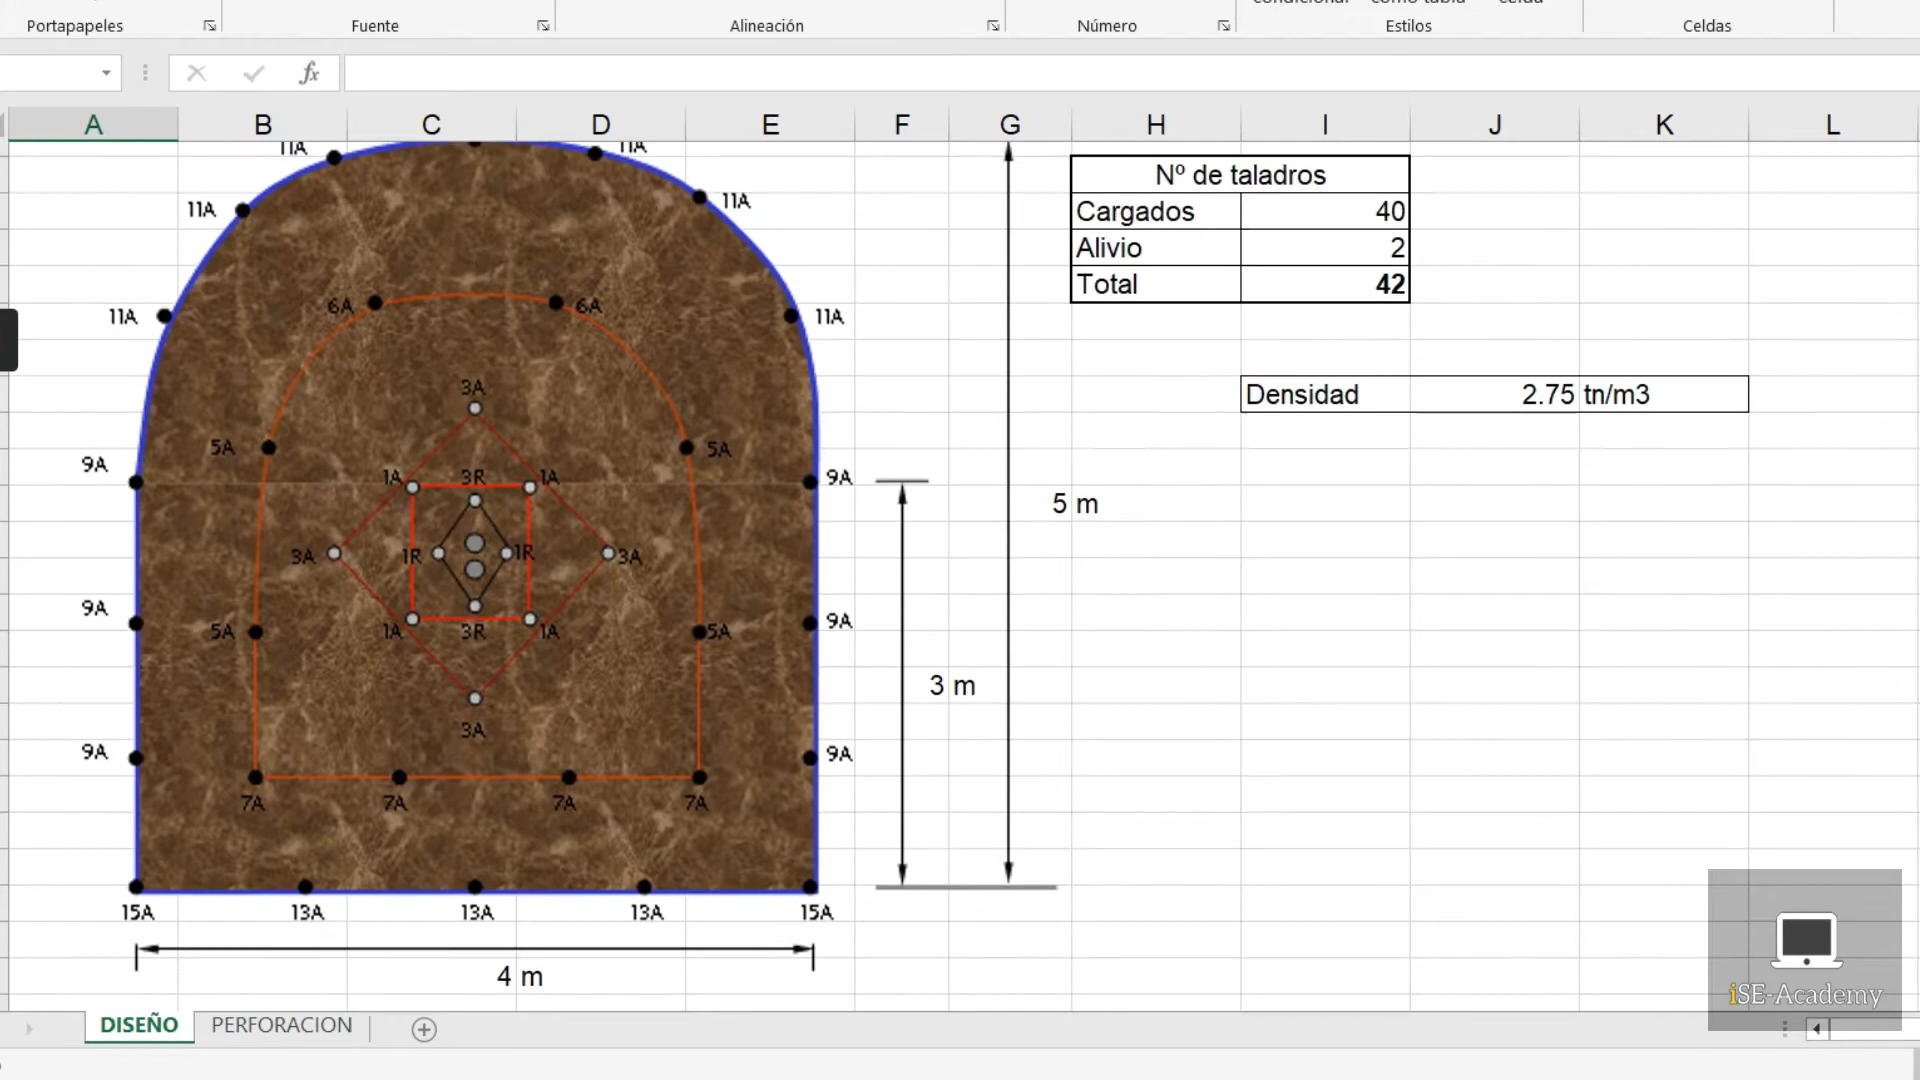 Portapapeles
Fuente
Alineación
Número
Estilos
Celdas
fx
A B C D E F G H I J K L
11A 11A
11A 11A
11A 11A
6A 6A
3A
5A 5A
9A 9A
1A 3R 1A
3A 1R 1R 3A
9A 9A
5A 1A 3R 1A 5A
3A
9A 9A
7A 7A 7A 7A
15A 13A 13A 13A 15A
4 m
3 m
5 m
Nº de taladros
Cargados 40
Alivio 2
Total 42
Densidad 2.75 tn/m3
iSE-Academy
DISEÑO PERFORACION